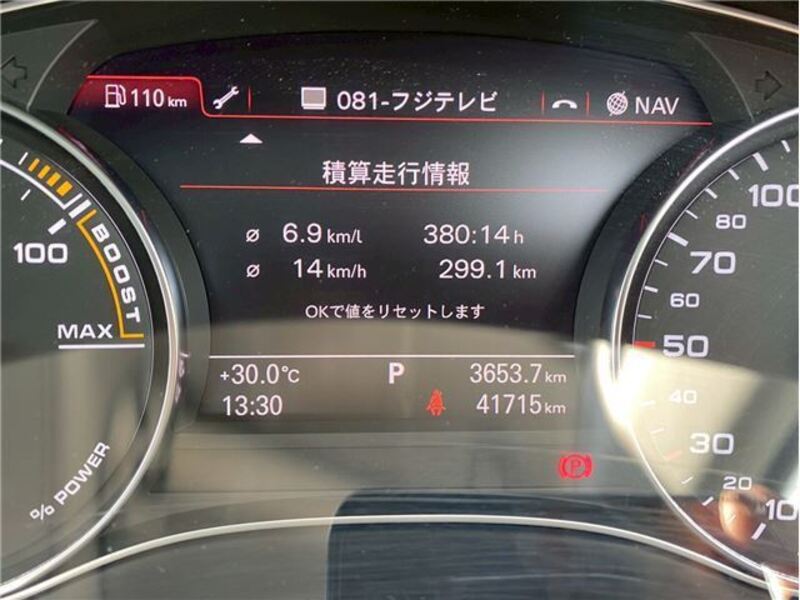 110 km 081-フジテレビ NAV
積算走行情報
ø 6.9 km/l 380:14 h
ø 14 km/h 299.1 km
OKで値をリセットします
+30.0°C P 3653.7 km
13:30 41715 km
P
100
BOOST
MAX
% POWER
100
80
70
60
50
40
30
20
10